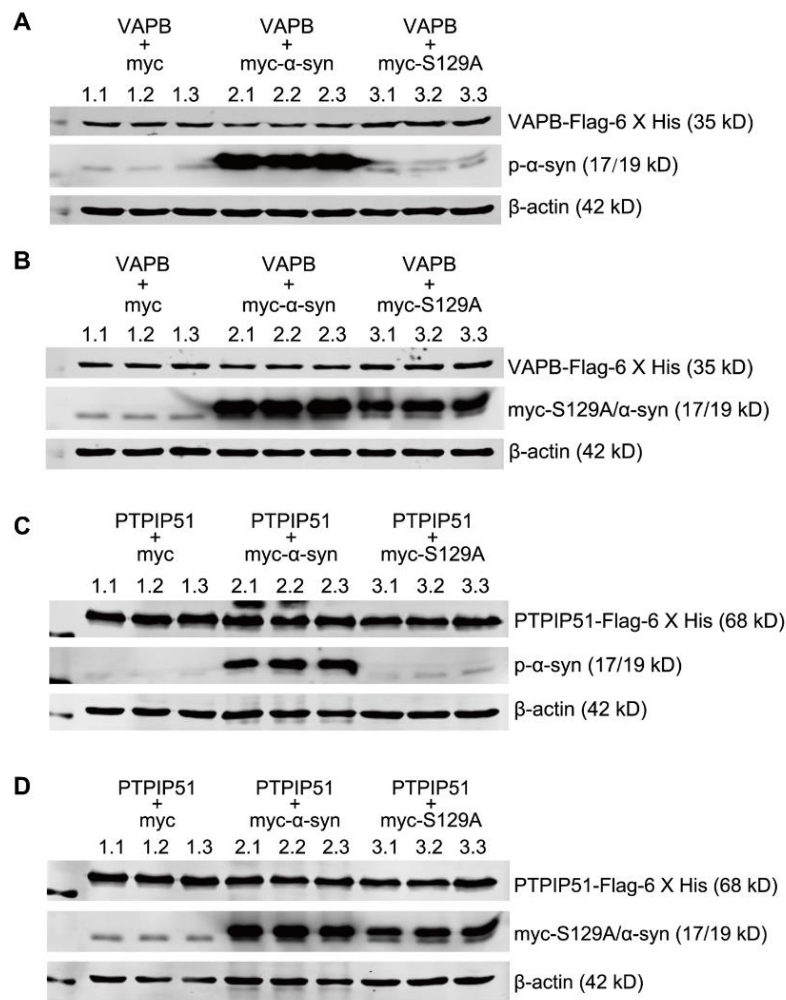 A
VAPB VAPB VAPB
+ + +
myc myc-α-syn myc-S129A
1.1 1.2 1.3 2.1 2.2 2.3 3.1 3.2 3.3
VAPB-Flag-6 X His (35 kD)
p-α-syn (17/19 kD)
β-actin (42 kD)
B
VAPB VAPB VAPB
+ + +
myc myc-α-syn myc-S129A
1.1 1.2 1.3 2.1 2.2 2.3 3.1 3.2 3.3
VAPB-Flag-6 X His (35 kD)
myc-S129A/α-syn (17/19 kD)
β-actin (42 kD)
C
PTPIP51 PTPIP51 PTPIP51
+ + +
myc myc-α-syn myc-S129A
1.1 1.2 1.3 2.1 2.2 2.3 3.1 3.2 3.3
PTPIP51-Flag-6 X His (68 kD)
p-α-syn (17/19 kD)
β-actin (42 kD)
D
PTPIP51 PTPIP51 PTPIP51
+ + +
myc myc-α-syn myc-S129A
1.1 1.2 1.3 2.1 2.2 2.3 3.1 3.2 3.3
PTPIP51-Flag-6 X His (68 kD)
myc-S129A/α-syn (17/19 kD)
β-actin (42 kD)